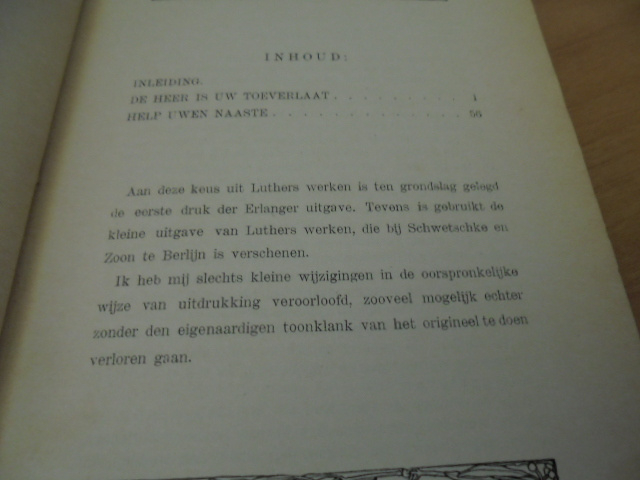 INHOUD:
INLEIDING.
DE HEER IS UW TOEVERLAAT . . . . . . . . . 1
HELP UWEN NAASTE . . . . . . . . . . . . . 56
Aan deze keus uit Luthers werken is ten grondslag gelegd
de eerste druk der Erlanger uitgave. Tevens is gebruikt de
kleine uitgave van Luthers werken, die bij Schwetschke en
Zoon te Berlijn is verschenen.
Ik heb mij slechts kleine wijzigingen in de oorspronkelijke
wijze van uitdrukking veroorloofd, zooveel mogelijk echter
zonder den eigenaardigen toonklank van het origineel te doen
verloren gaan.